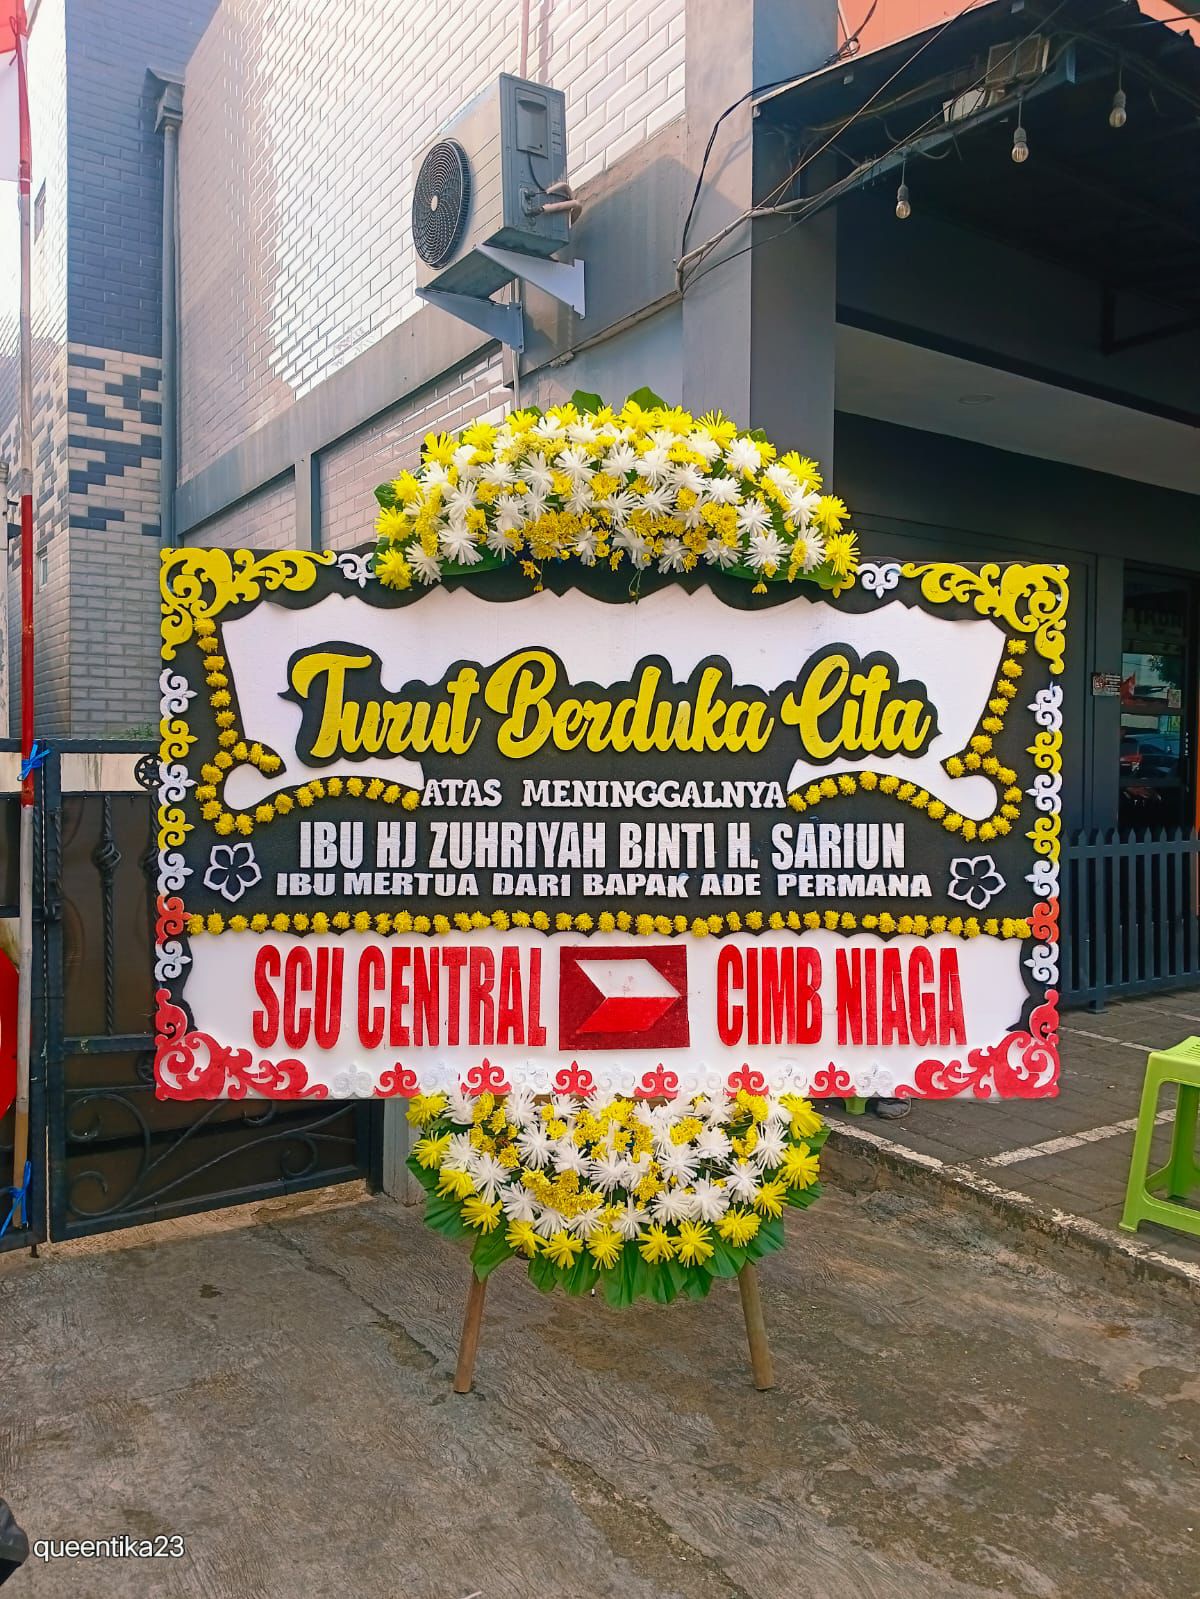 Turut Berduka Cita
ATAS MENINGGALNYA
IBU HJ ZUHRIYAH BINTI H. SARIUN
IBU MERTUA DARI BAPAK ADE PERMANA
SCU CENTRAL CIMB NIAGA
queentika23